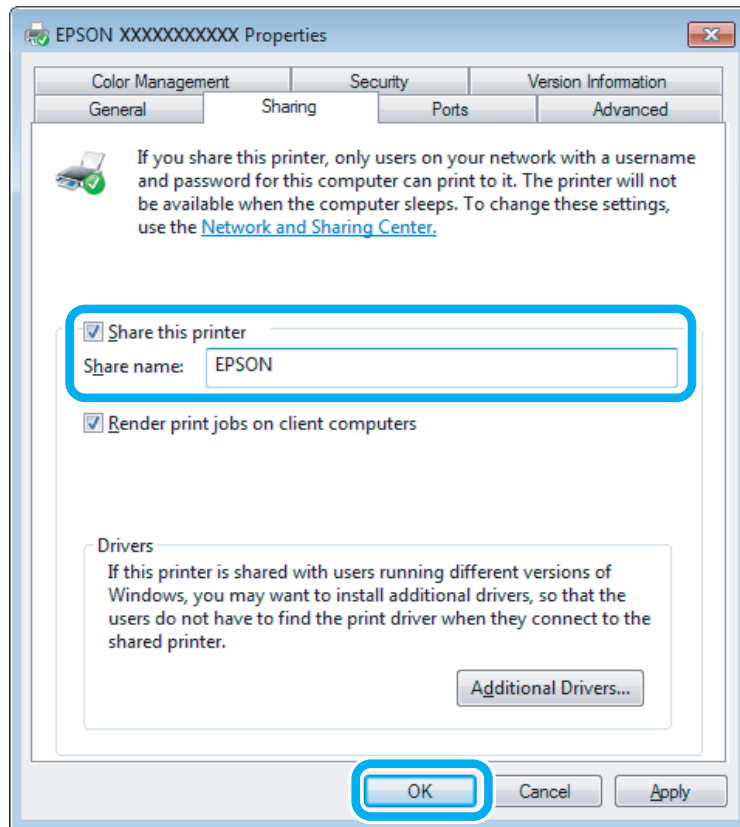 EPSON XXXXXXXXXXX Properties
Color Management Security Version Information
General Sharing Ports Advanced
If you share this printer, only users on your network with a username
and password for this computer can print to it. The printer will not
be available when the computer sleeps. To change these settings,
use the Network and Sharing Center.
Share this printer
Share name: EPSON
Render print jobs on client computers
Drivers
If this printer is shared with users running different versions of
Windows, you may want to install additional drivers, so that the
users do not have to find the print driver when they connect to the
shared printer.
Additional Drivers...
OK Cancel Apply